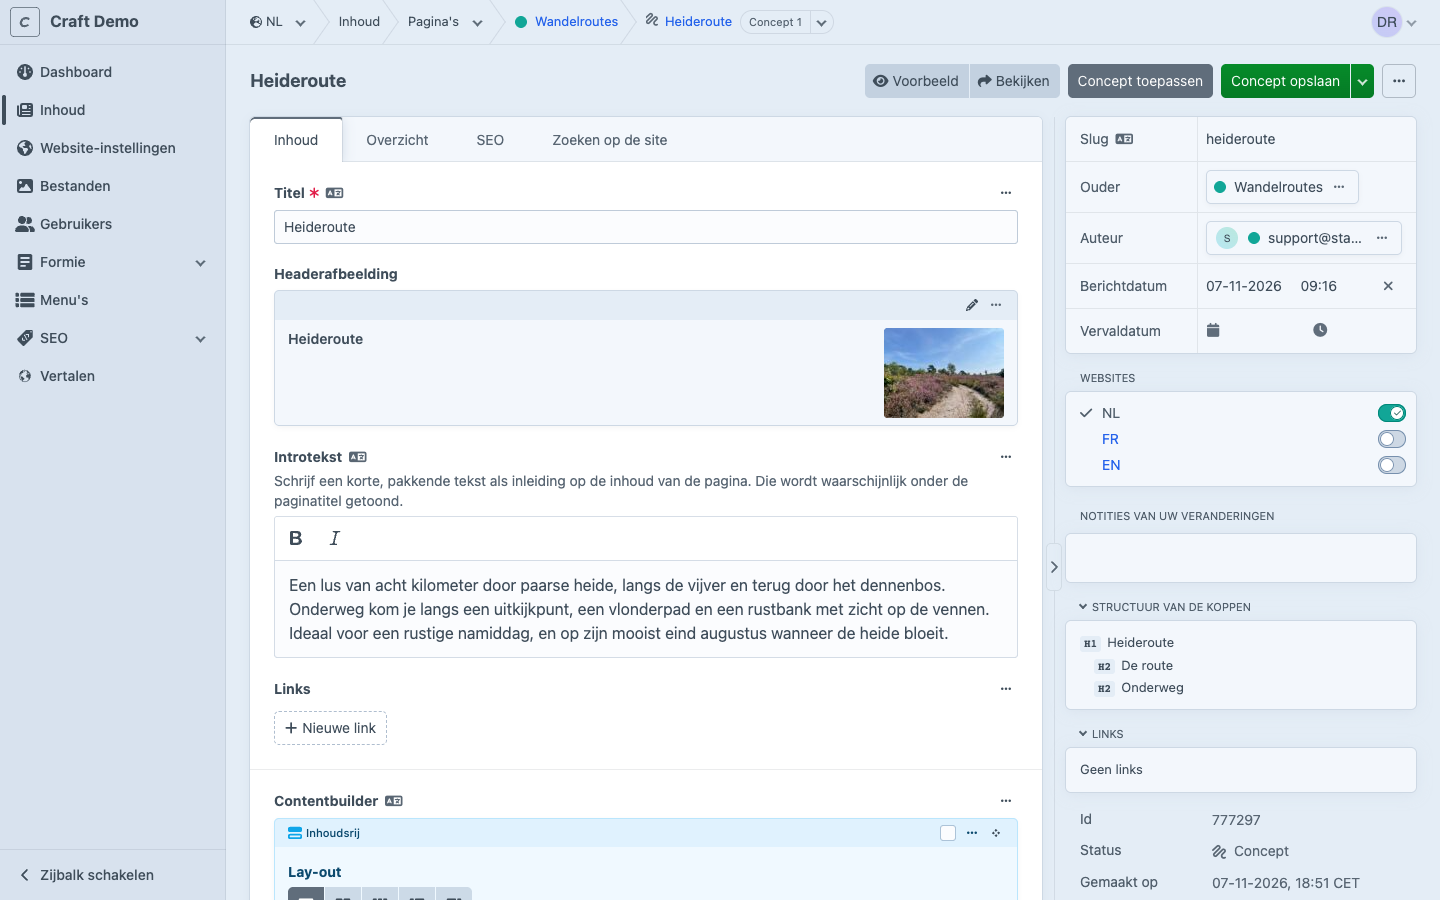 C Craft Demo
NL Inhoud Pagina's Wandelroutes Heideroute Concept 1
DR
Dashboard
Inhoud
Website-instellingen
Bestanden
Gebruikers
Formie
Menu's
SEO
Vertalen
Zijbalk schakelen
Heideroute
Voorbeeld Bekijken Concept toepassen Concept opslaan
Inhoud Overzicht SEO Zoeken op de site
Titel
Heideroute
Headerafbeelding
Heideroute
Introtekst
Schrijf een korte, pakkende tekst als inleiding op de inhoud van de pagina. Die wordt waarschijnlijk onder de
paginatitel getoond.
B I
Een lus van acht kilometer door paarse heide, langs de vijver en terug door het dennenbos.
Onderweg kom je langs een uitkijkpunt, een vlonderpad en een rustbank met zicht op de vennen.
Ideaal voor een rustige namiddag, en op zijn mooist eind augustus wanneer de heide bloeit.
Links
Nieuwe link
Contentbuilder
Inhoudsrij
Lay-out
Slug heideroute
Ouder Wandelroutes
Auteur S support@sta...
Berichtdatum 07-11-2026 09:16
Vervaldatum
WEBSITES
NL
FR
EN
NOTITIES VAN UW VERANDERINGEN
STRUCTUUR VAN DE KOPPEN
H1 Heideroute
H2 De route
H2 Onderweg
LINKS
Geen links
Id 777297
Status Concept
Gemaakt op 07-11-2026, 18:51 CET